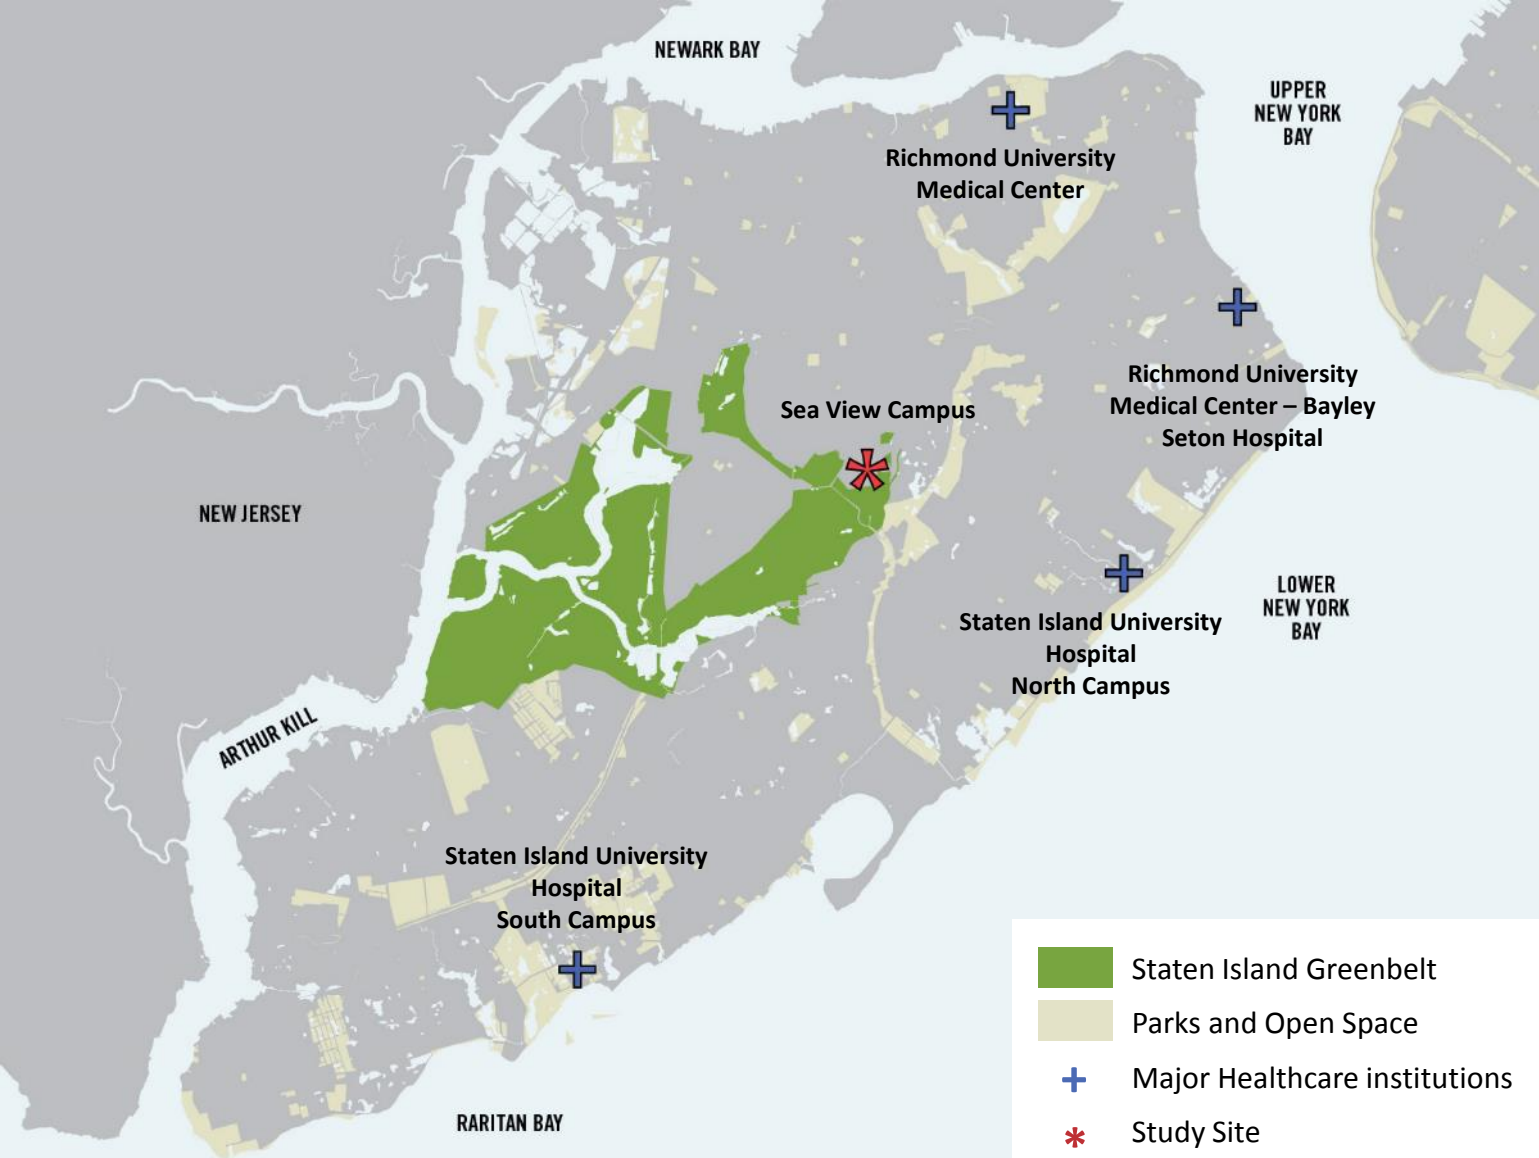 NEWARK BAY
UPPER
NEW YORK
BAY
Richmond University
Medical Center
Richmond University
Medical Center – Bayley
Seton Hospital
Sea View Campus
NEW JERSEY
LOWER
NEW YORK
BAY
Staten Island University
Hospital
North Campus
ARTHUR KILL
Staten Island University
Hospital
South Campus
RARITAN BAY
Staten Island Greenbelt
Parks and Open Space
Major Healthcare institutions
Study Site